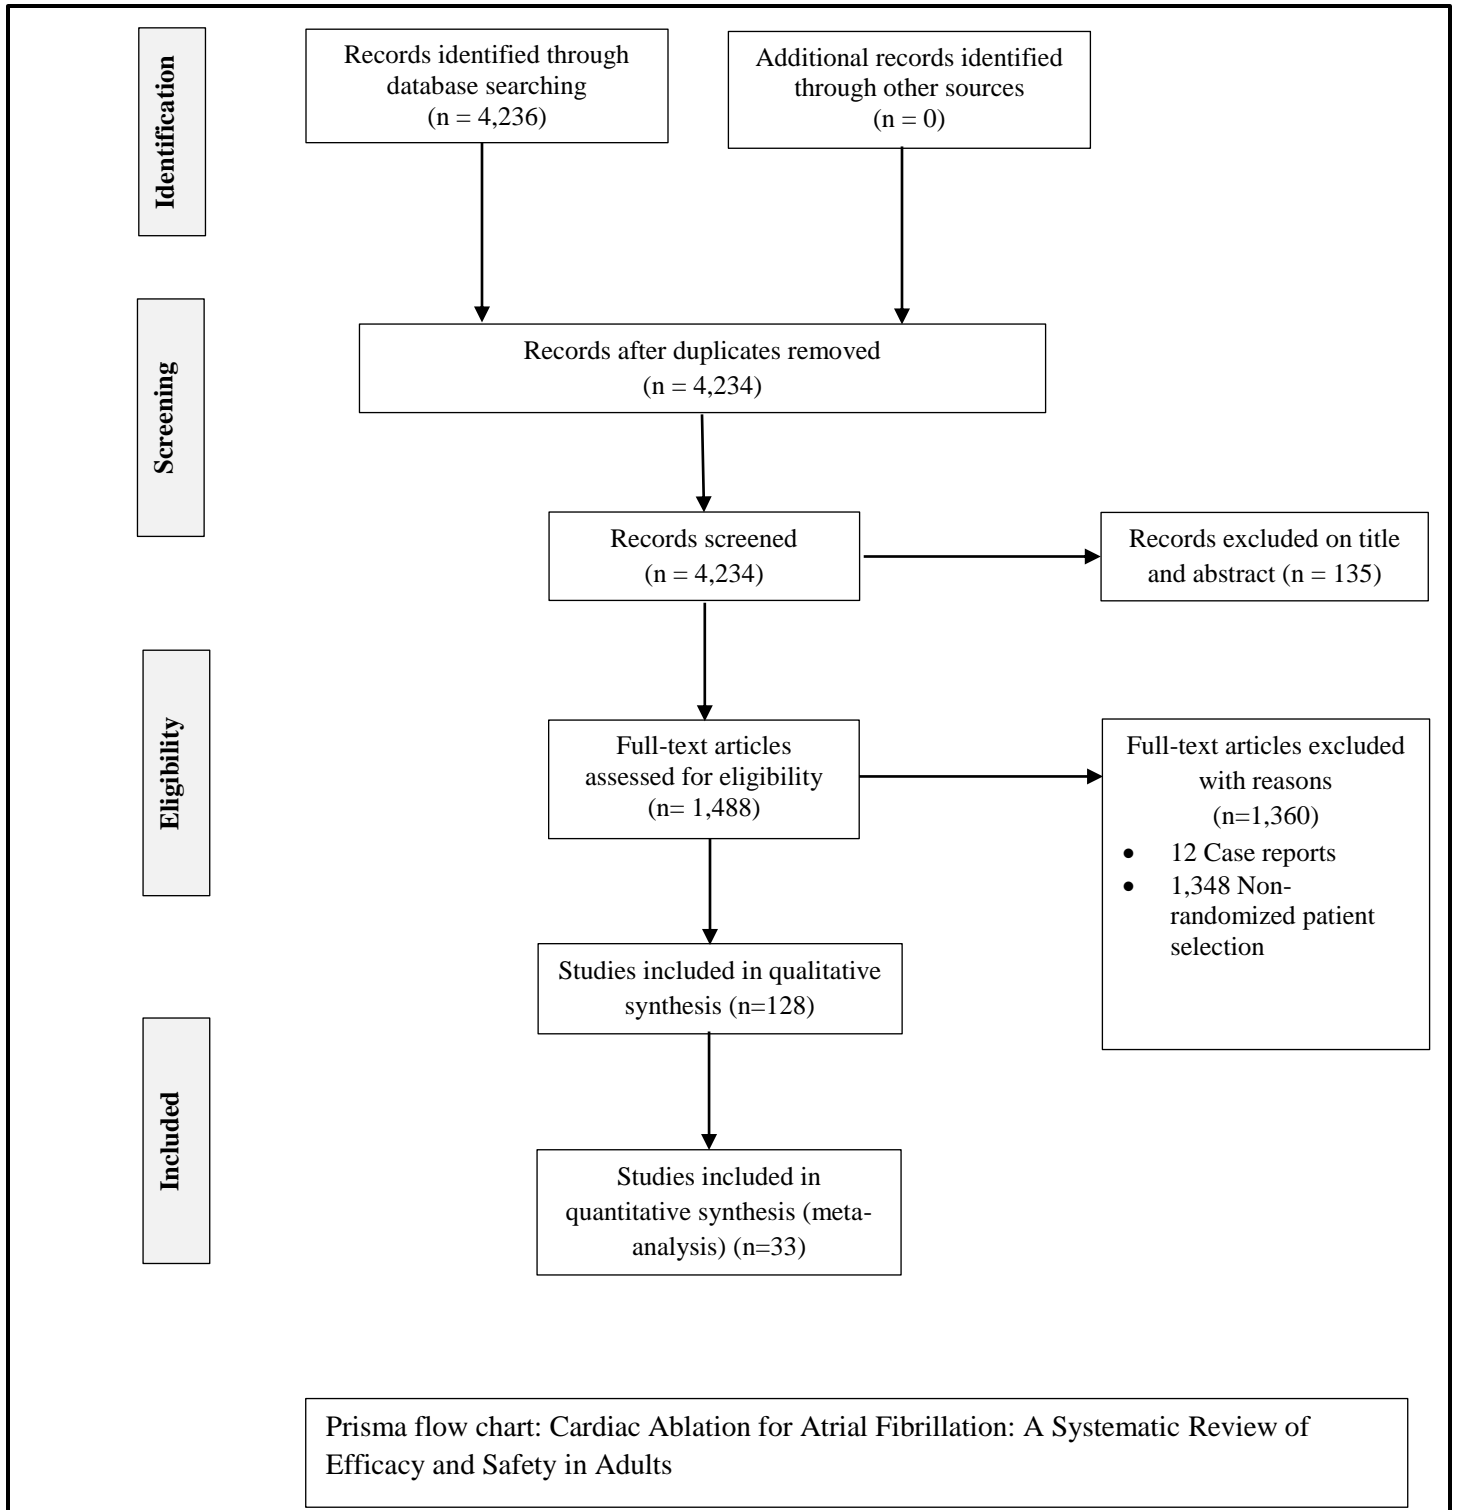 Identification
Records identified through
database searching
(n = 4,236)
Additional records identified
through other sources
(n = 0)
Screening
Records after duplicates removed
(n = 4,234)
Records screened
(n = 4,234)
Records excluded on title
and abstract (n = 135)
Eligibility
Full-text articles
assessed for eligibility
(n= 1,488)
Full-text articles excluded
with reasons
(n=1,360)
• 12 Case reports
• 1,348 Non-
randomized patient
selection
Studies included in qualitative
synthesis (n=128)
Included
Studies included in
quantitative synthesis (meta-
analysis) (n=33)
Prisma flow chart: Cardiac Ablation for Atrial Fibrillation: A Systematic Review of
Efficacy and Safety in Adults